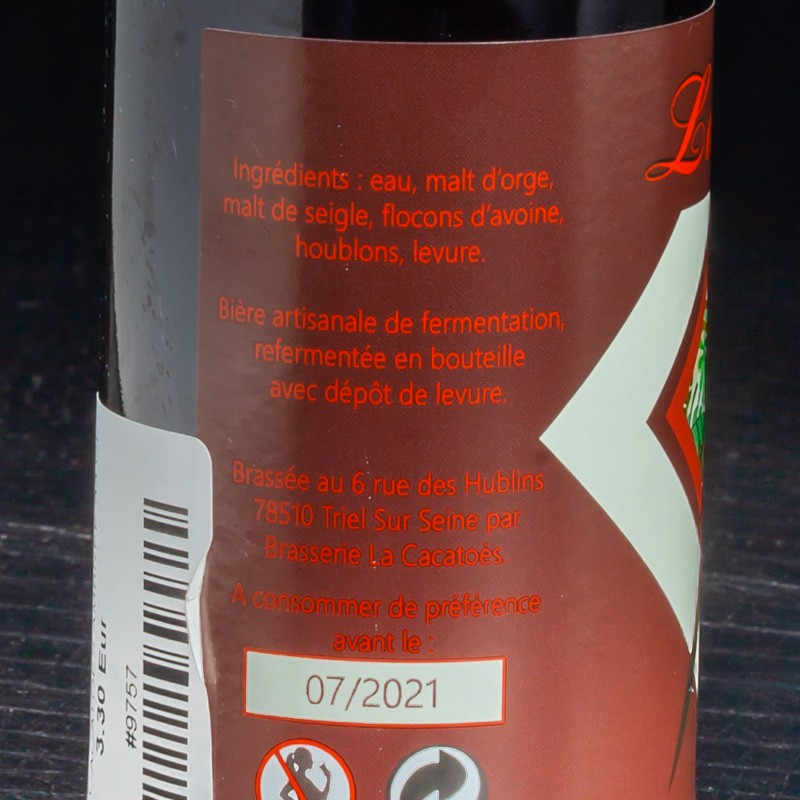 Ingrédients : eau, malt d'orge,
malt de seigle, flocons d'avoine,
houblons, levure.
Bière artisanale de fermentation,
refermentée en bouteille
avec dépôt de levure.
Brassée au 6 rue des Hublins
78510 Triel Sur Seine par
Brasserie La Cacatoès.
A consommer de préférence
avant le :
07/2021
3.30 Eur
#9757